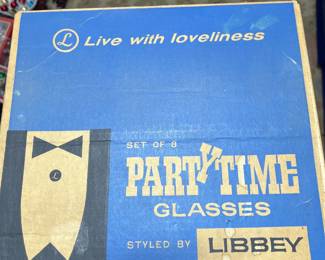 L Live with loveliness
SET OF 8
PARTY TIME
GLASSES
L
STYLED BY LIBBEY